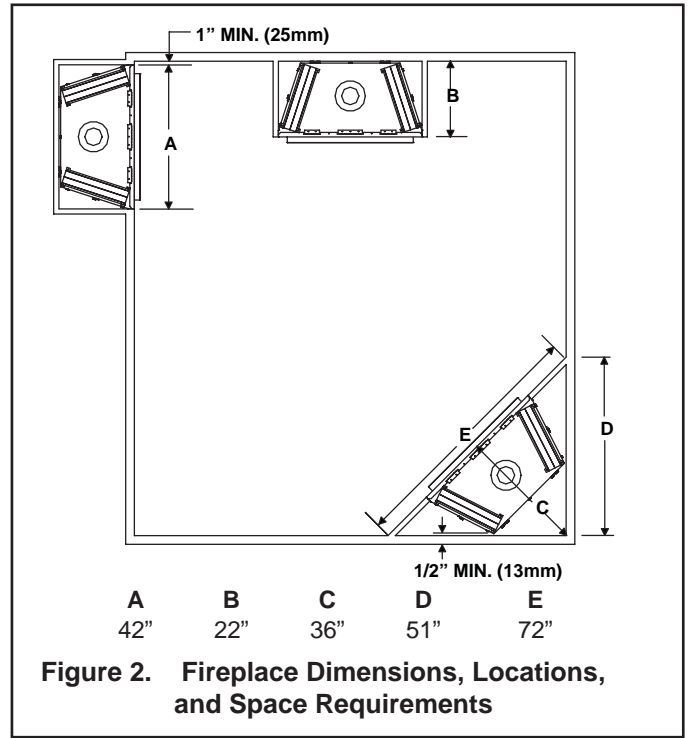 1” MIN. (25mm)
A
B
E
D
C
1/2” MIN. (13mm)
A B C D E
42” 22” 36” 51” 72”
Figure 2. Fireplace Dimensions, Locations,
and Space Requirements